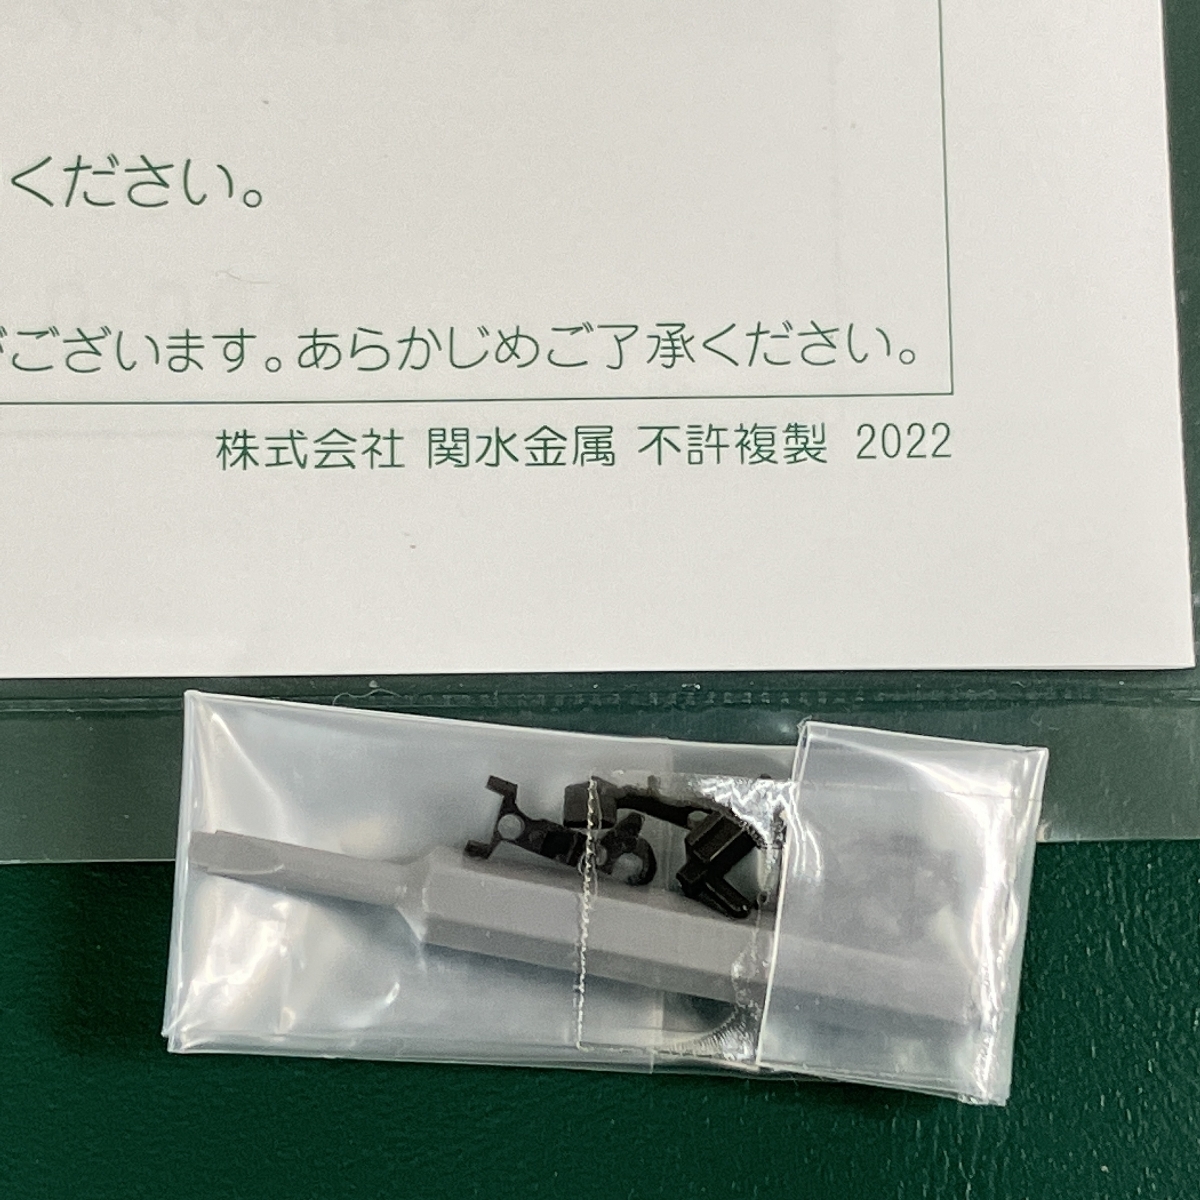 ください。
ございます。あらかじめご了承ください。
株式会社 関水金属 不許複製 2022